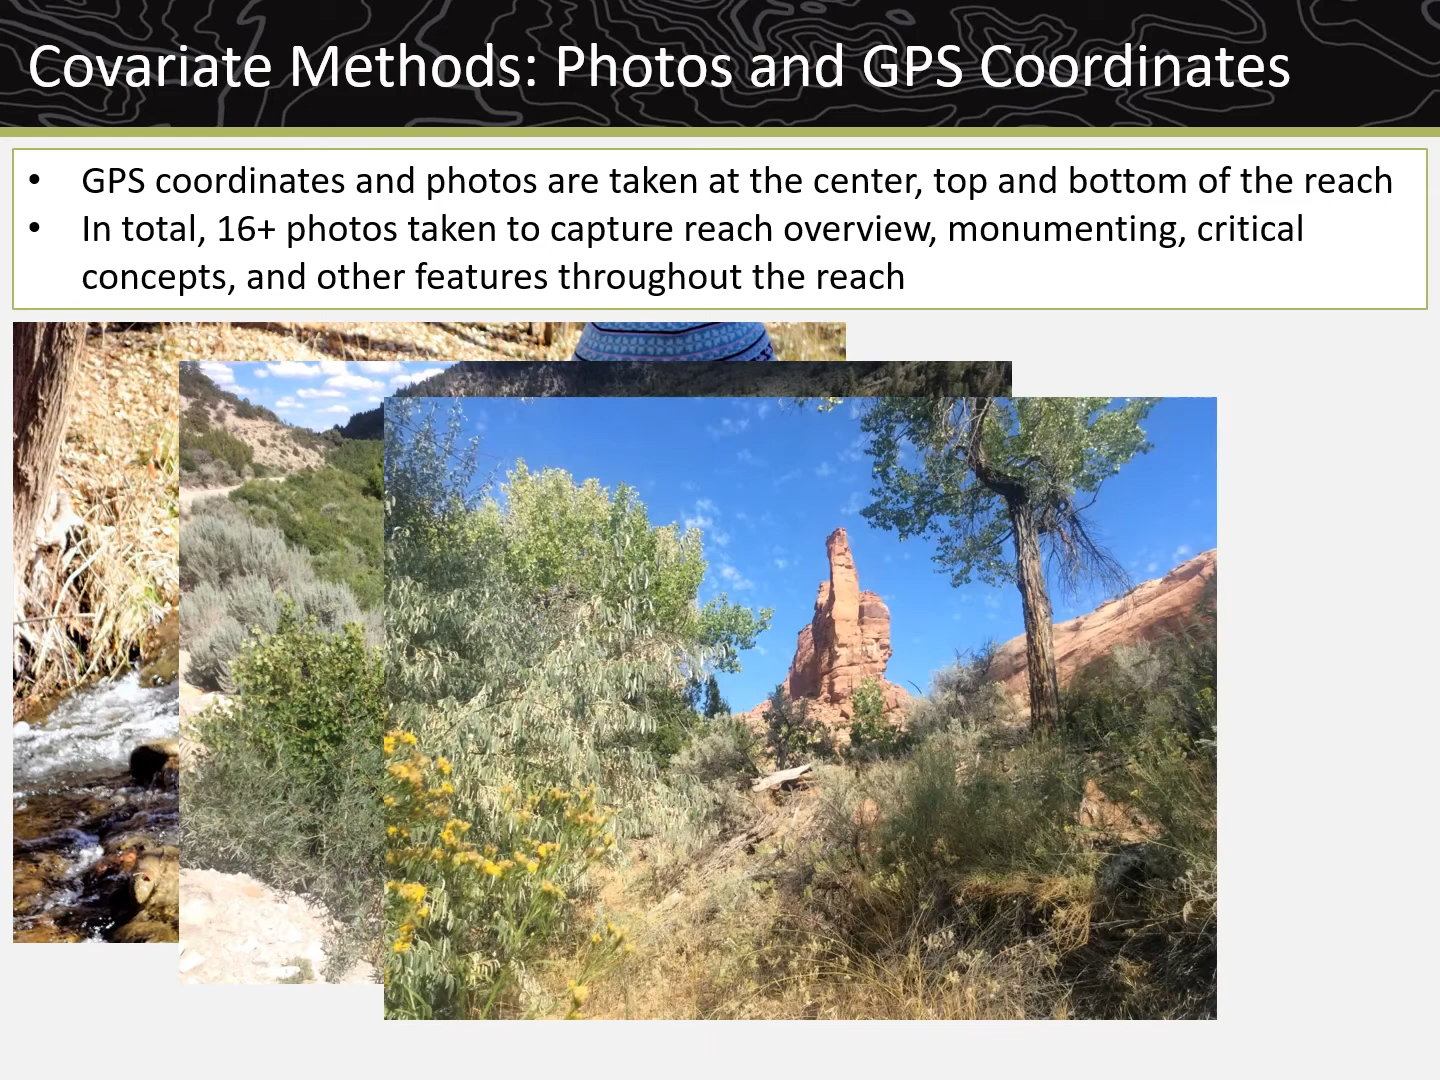 Covariate Methods: Photos and GPS Coordinates
• GPS coordinates and photos are taken at the center, top and bottom of the reach
• In total, 16+ photos taken to capture reach overview, monumenting, critical
concepts, and other features throughout the reach